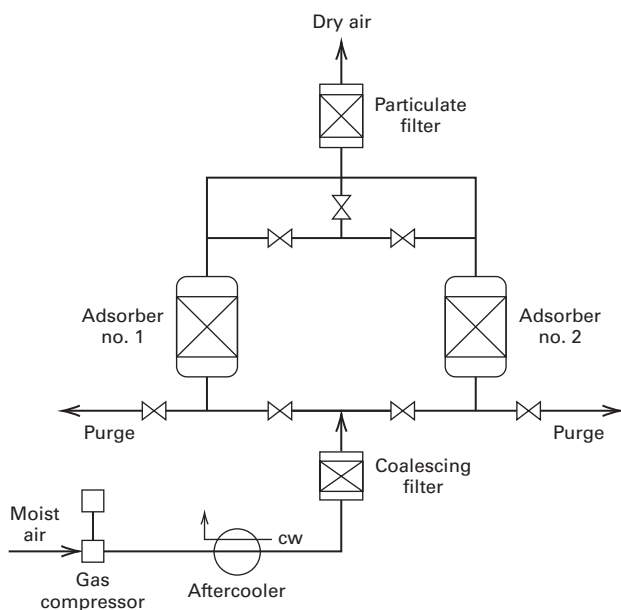 Dry air
Particulate
filter
Adsorber
no. 1
Adsorber
no. 2
Purge
Purge
Coalescing
filter
Moist
air
cw
Gas
compressor
Aftercooler